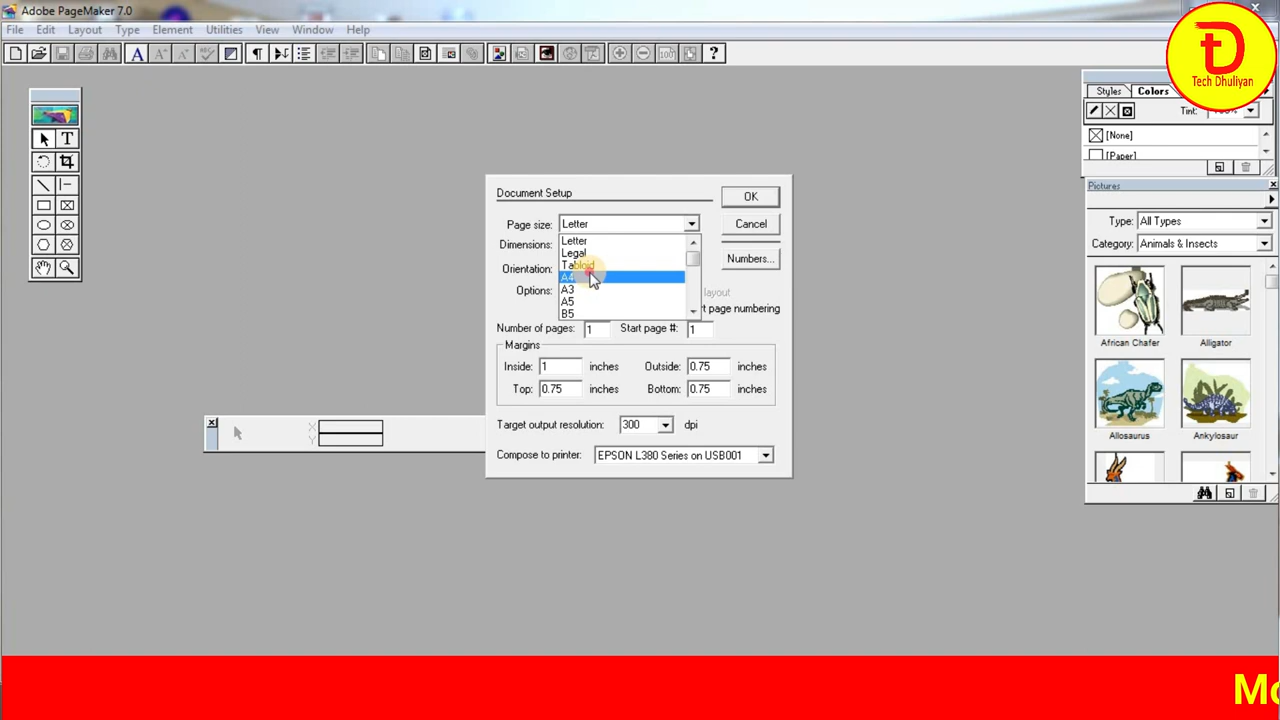 Adobe PageMaker 7.0
File Edit Layout Type Element Utilities View Window Help
Tech Dhuliyan
Styles Colors
Tint:
[None]
[Paper]
Pictures
Type: All Types
Category: Animals & Insects
African Chafer Alligator
Allosaurus Ankylosaur
Document Setup
OK
Page size: Letter
Cancel
Dimensions:
Letter
Legal
Tabloid
Numbers...
Orientation:
A4
A3
Options:
layout
A5
B5
rt page numbering
Number of pages: 1 Start page #: 1
Margins
Inside: 1 inches Outside: 0.75 inches
Top: 0.75 inches Bottom: 0.75 inches
Target output resolution: 300 dpi
Compose to printer: EPSON L380 Series on USB001
X
Y